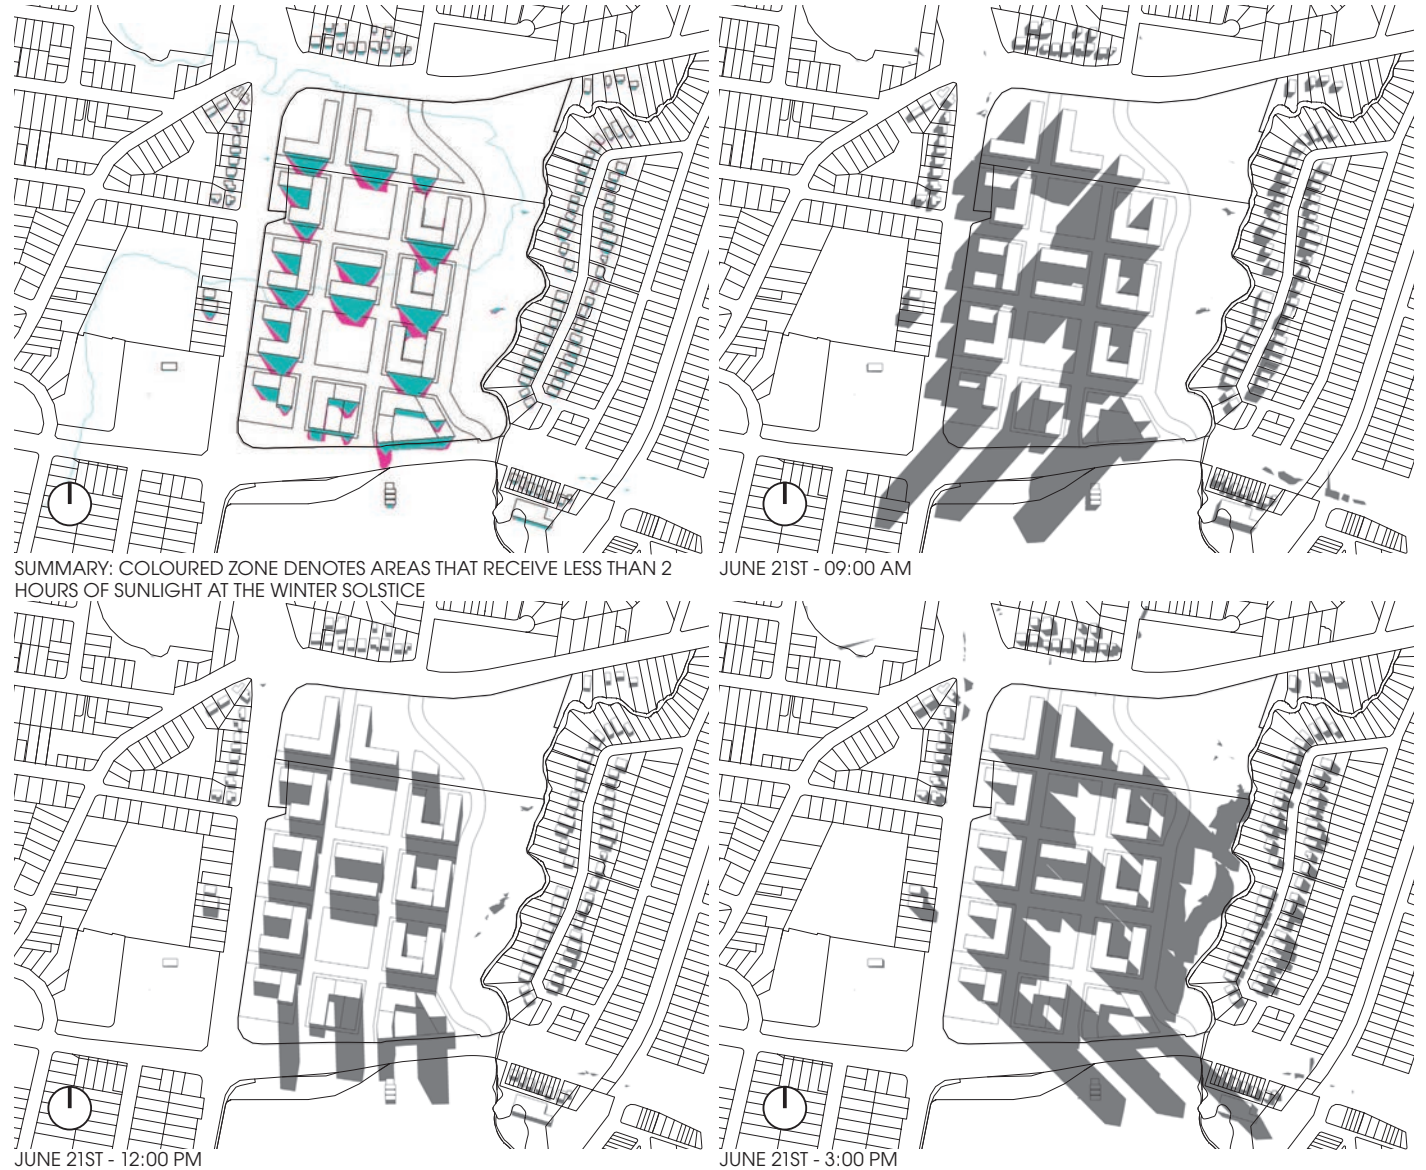 SUMMARY: COLOURED ZONE DENOTES AREAS THAT RECEIVE LESS THAN 2
HOURS OF SUNLIGHT AT THE WINTER SOLSTICE
JUNE 21ST - 09:00 AM
JUNE 21ST - 12:00 PM
JUNE 21ST - 3:00 PM